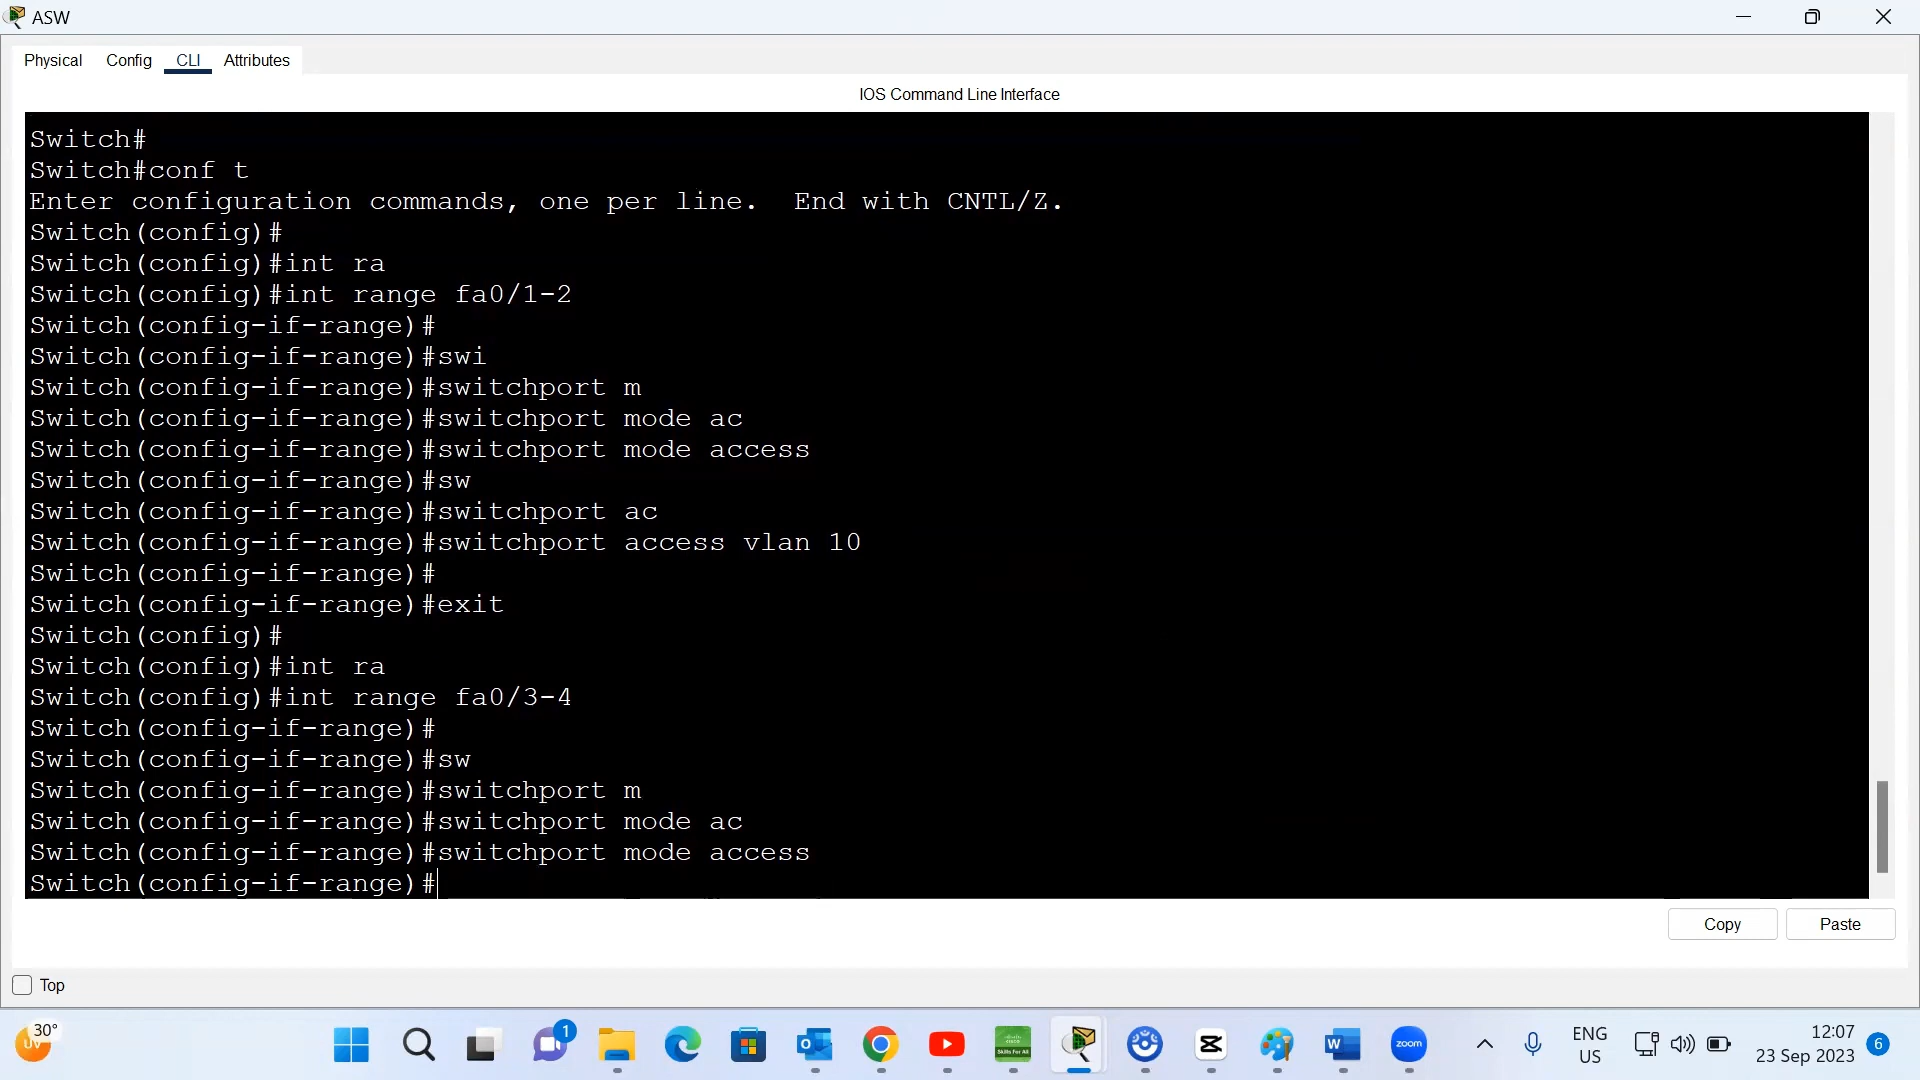 ASW
Physical Config CLI Attributes
IOS Command Line Interface
Switch#
Switch#conf t
Enter configuration commands, one per line.  End with CNTL/Z.
Switch(config)#
Switch(config)#int ra
Switch(config)#int range fa0/1-2
Switch(config-if-range)#
Switch(config-if-range)#swi
Switch(config-if-range)#switchport m
Switch(config-if-range)#switchport mode ac
Switch(config-if-range)#switchport mode access
Switch(config-if-range)#sw
Switch(config-if-range)#switchport ac
Switch(config-if-range)#switchport access vlan 10
Switch(config-if-range)#
Switch(config-if-range)#exit
Switch(config)#
Switch(config)#int ra
Switch(config)#int range fa0/3-4
Switch(config-if-range)#
Switch(config-if-range)#sw
Switch(config-if-range)#switchport m
Switch(config-if-range)#switchport mode ac
Switch(config-if-range)#switchport mode access
Switch(config-if-range)#
Copy Paste
Top
30°
UV
1
Skills For All
W
zoom
ENG
US
12:07
23 Sep 2023
6